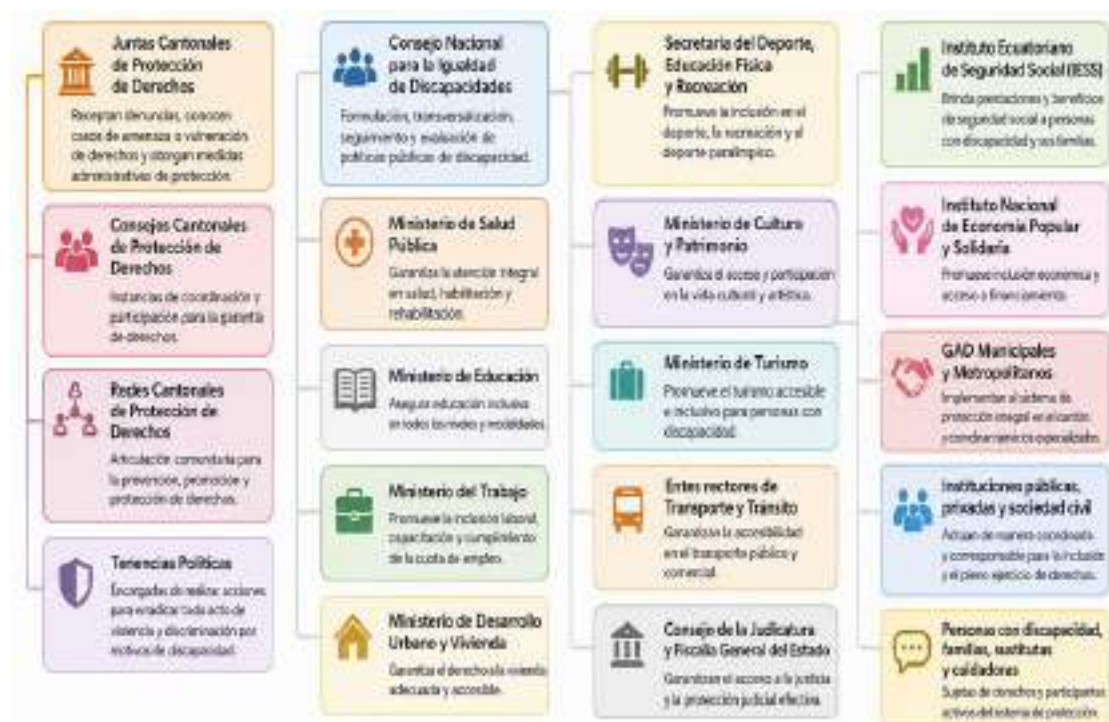 Juntas Cantonales
de Protección
de Derechos
Receptan denuncias, conocen
casos de amenaza o vulneración
de derechos y otorgan medidas
administrativas de protección.
Consejos Cantonales
de Protección de
Derechos
Instancias de coordinación y
participación para la garantía
de derechos.
Redes Cantonales
de Protección de
Derechos
Articulación comunitaria para
la prevención, promoción y
protección de derechos.
Tenencias Políticas
Encargadas de realizar acciones
para erradicar todo acto de
violencia y discriminación por
motivos de discapacidad.
Consejo Nacional
para la Igualdad
de Discapacidades
Formulación, transversalización,
seguimiento y evaluación de
políticas públicas de discapacidad.
Ministerio de Salud
Pública
Garantiza la atención integral
en salud, habilitación y
rehabilitación.
Ministerio de Educación
Asegura educación inclusiva
en todos los niveles y modalidades.
Ministerio del Trabajo
Promueve la inclusión laboral,
capacitación y cumplimiento
de la cuota de empleo.
Ministerio de Desarrollo
Urbano y Vivienda
Garantiza el derecho a la vivienda
adecuada y accesible.
Secretaría del Deporte,
Educación Física
y Recreación
Promueve la inclusión en el
deporte, la recreación y el
deporte paralímpico.
Ministerio de Cultura
y Patrimonio
Garantiza el acceso y participación
en la vida cultural y artística.
Ministerio de Turismo
Promueve el turismo accesible
e inclusivo para personas con
discapacidad.
Entes rectores de
Transporte y Tránsito
Garantizan la accesibilidad
en el transporte público y
comercial.
Consejo de la Judicatura
y Fiscalía General del Estado
Garantizan el acceso a la justicia
y la protección judicial efectiva.
Instituto Ecuatoriano
de Seguridad Social (IESS)
Brinda prestaciones y beneficios
de seguridad social a personas
con discapacidad y sus familias.
Instituto Nacional
de Economía Popular
y Solidaria
Promueve inclusión económica y
acceso a financiamiento.
GAD Municipales
y Metropolitanos
Implementan el sistema de
protección integral en el cantón
y coordinan servicios especializados.
Instituciones públicas,
privadas y sociedad civil
Actúan de manera coordinada
y corresponsable para la inclusión
y el pleno ejercicio de derechos.
Personas con discapacidad,
familias, sustitutas
y cuidadoras
Sujetos de derechos y participantes
activos del sistema de protección.